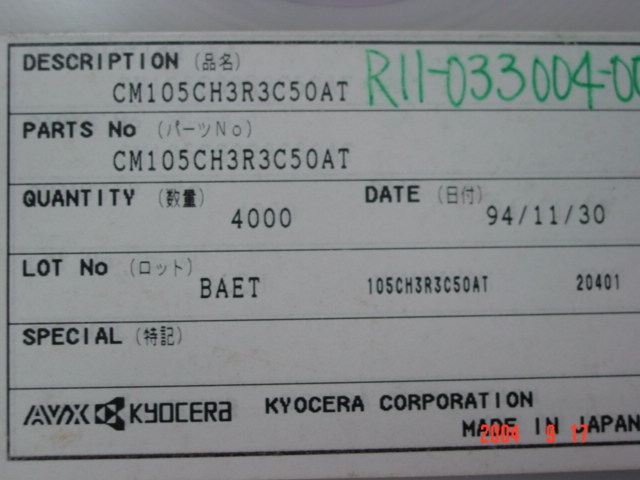 DESCRIPTION (品名)
CM105CH3R3C50AT R11-033004-00
PARTS No (パーツNo)
CM105CH3R3C50AT
QUANTITY (数量) DATE (日付)
4000 94/11/30
LOT No (ロット)
BAET 105CH3R3C50AT 20401
SPECIAL (特記)
AVX KYOCERA KYOCERA CORPORATION
MADE IN JAPAN
2004 9 17